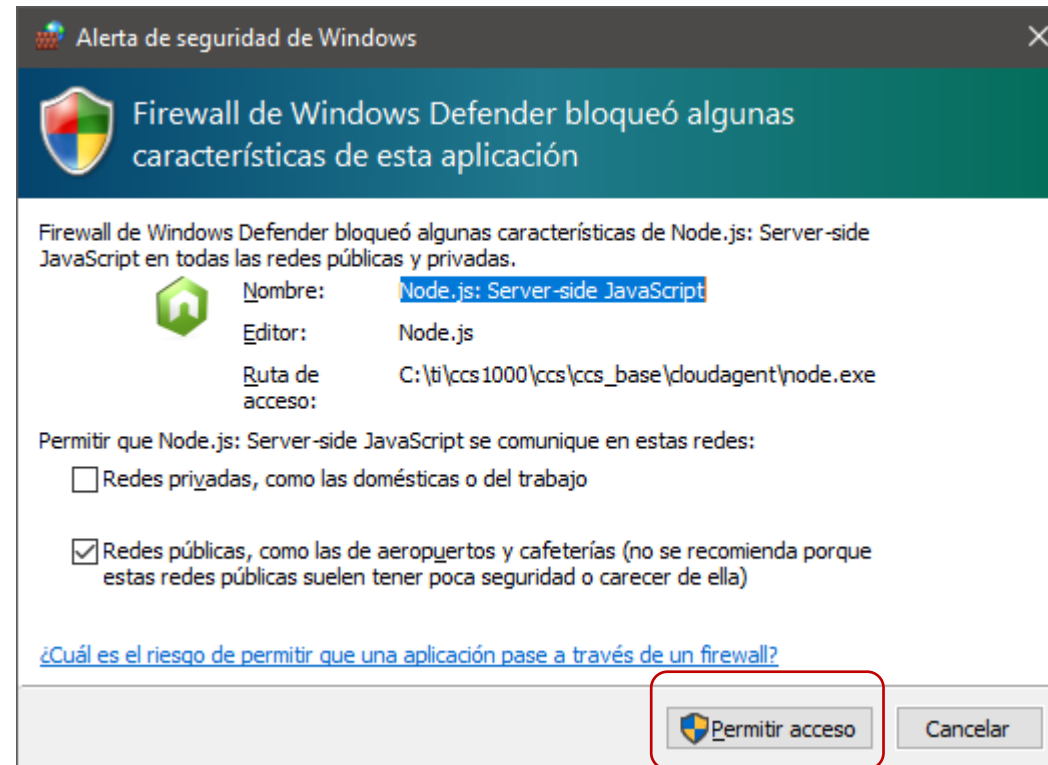 Alerta de seguridad de Windows
Firewall de Windows Defender bloqueó algunas
características de esta aplicación
Firewall de Windows Defender bloqueó algunas características de Node.js: Server-side
JavaScript en todas las redes públicas y privadas.
Nombre: Node.js: Server-side JavaScript
Editor: Node.js
Ruta de C:\ti\ccs1000\ccs\ccs_base\cloudagent\node.exe
acceso:
Permitir que Node.js: Server-side JavaScript se comunique en estas redes:
Redes privadas, como las domésticas o del trabajo
Redes públicas, como las de aeropuertos y cafeterías (no se recomienda porque
estas redes públicas suelen tener poca seguridad o carecer de ella)
¿Cuál es el riesgo de permitir que una aplicación pase a través de un firewall?
Permitir acceso Cancelar